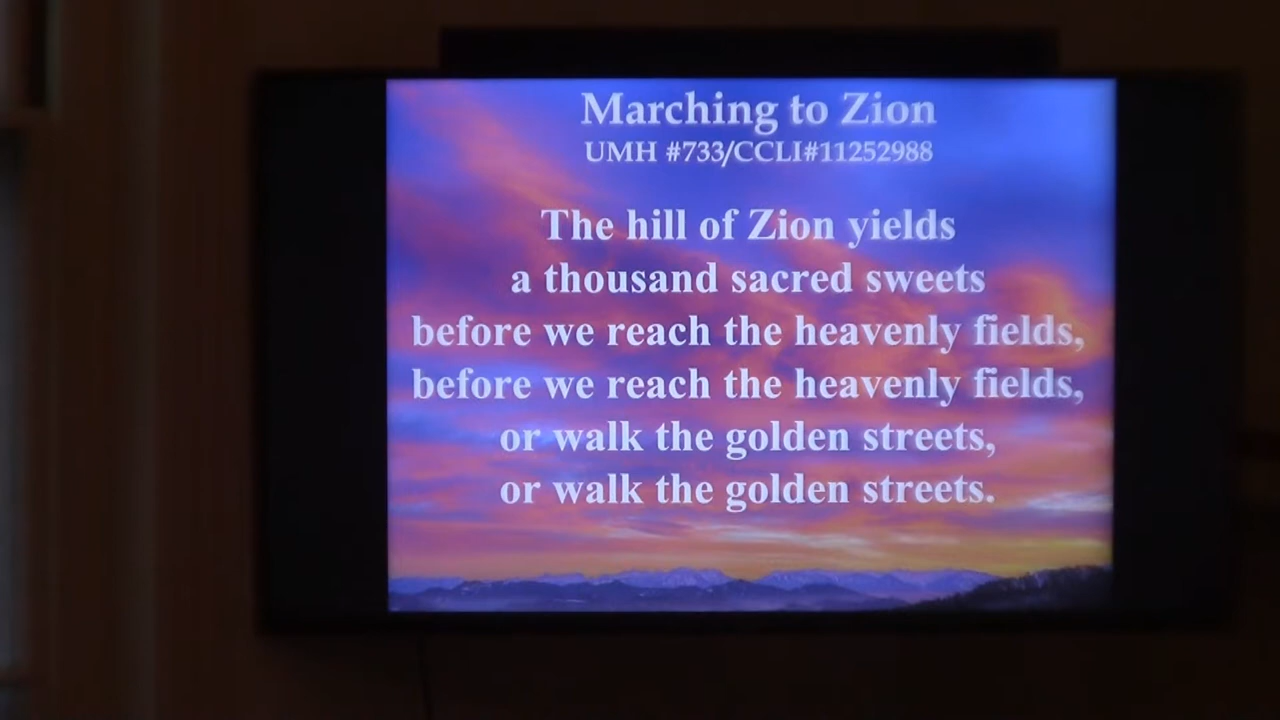 Marching to Zion
UMH #733/CCLI#11252988
The hill of Zion yields
a thousand sacred sweets
before we reach the heavenly fields,
before we reach the heavenly fields,
or walk the golden streets,
or walk the golden streets.